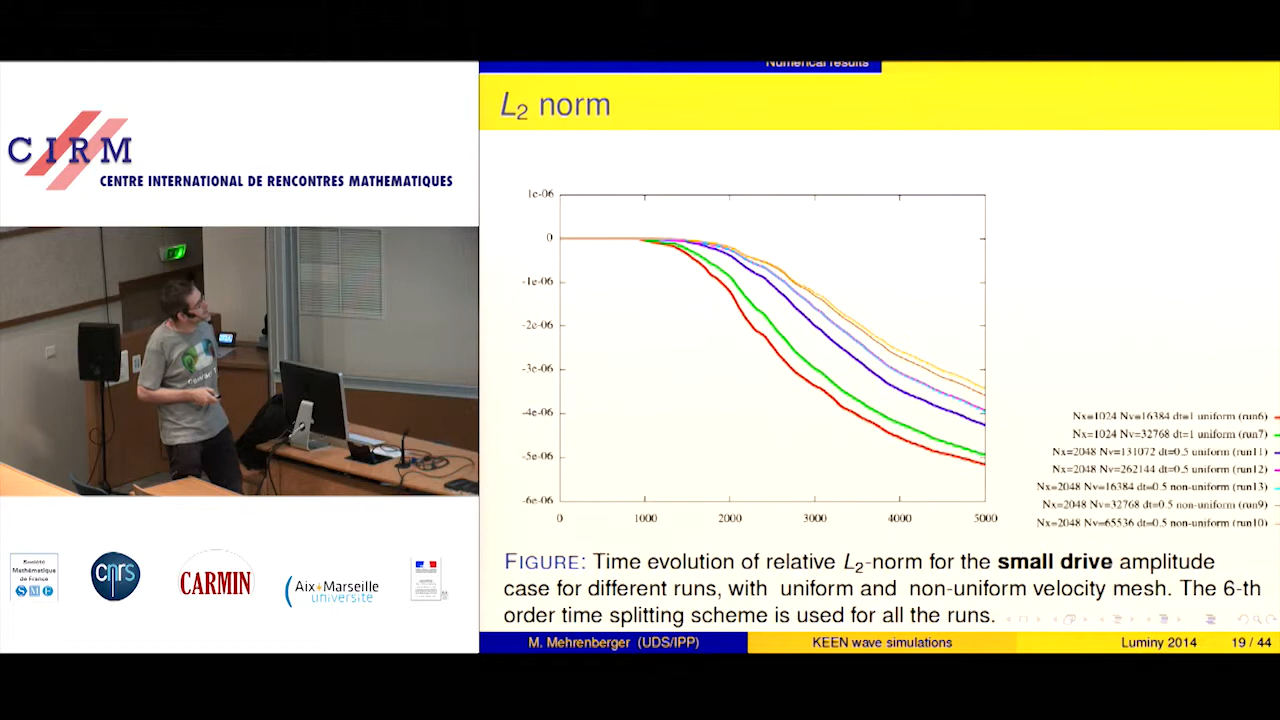 CIRM
CENTRE INTERNATIONAL DE RENCONTRES MATHEMATIQUES
Société
Mathématique
de France
S M F
cnrs
CARMIN
Aix*Marseille
université
Numerical results
L2 norm
1e-06
0
-1e-06
-2e-06
-3e-06
-4e-06
-5e-06
-6e-06
0 1000 2000 3000 4000 5000
Nx=1024 Nv=16384 dt=1 uniform (run6)
Nx=1024 Nv=32768 dt=1 uniform (run7)
Nx=2048 Nv=131072 dt=0.5 uniform (run11)
Nx=2048 Nv=262144 dt=0.5 uniform (run12)
Nx=2048 Nv=16384 dt=0.5 non-uniform (run13)
Nx=2048 Nv=32768 dt=0.5 non-uniform (run9)
Nx=2048 Nv=65536 dt=0.5 non-uniform (run10)
FIGURE: Time evolution of relative L2-norm for the small drive amplitude
case for different runs, with uniform and non-uniform velocity mesh. The 6-th
order time splitting scheme is used for all the runs.
M. Mehrenberger (UDS/IPP) KEEN wave simulations Luminy 2014 19 / 44